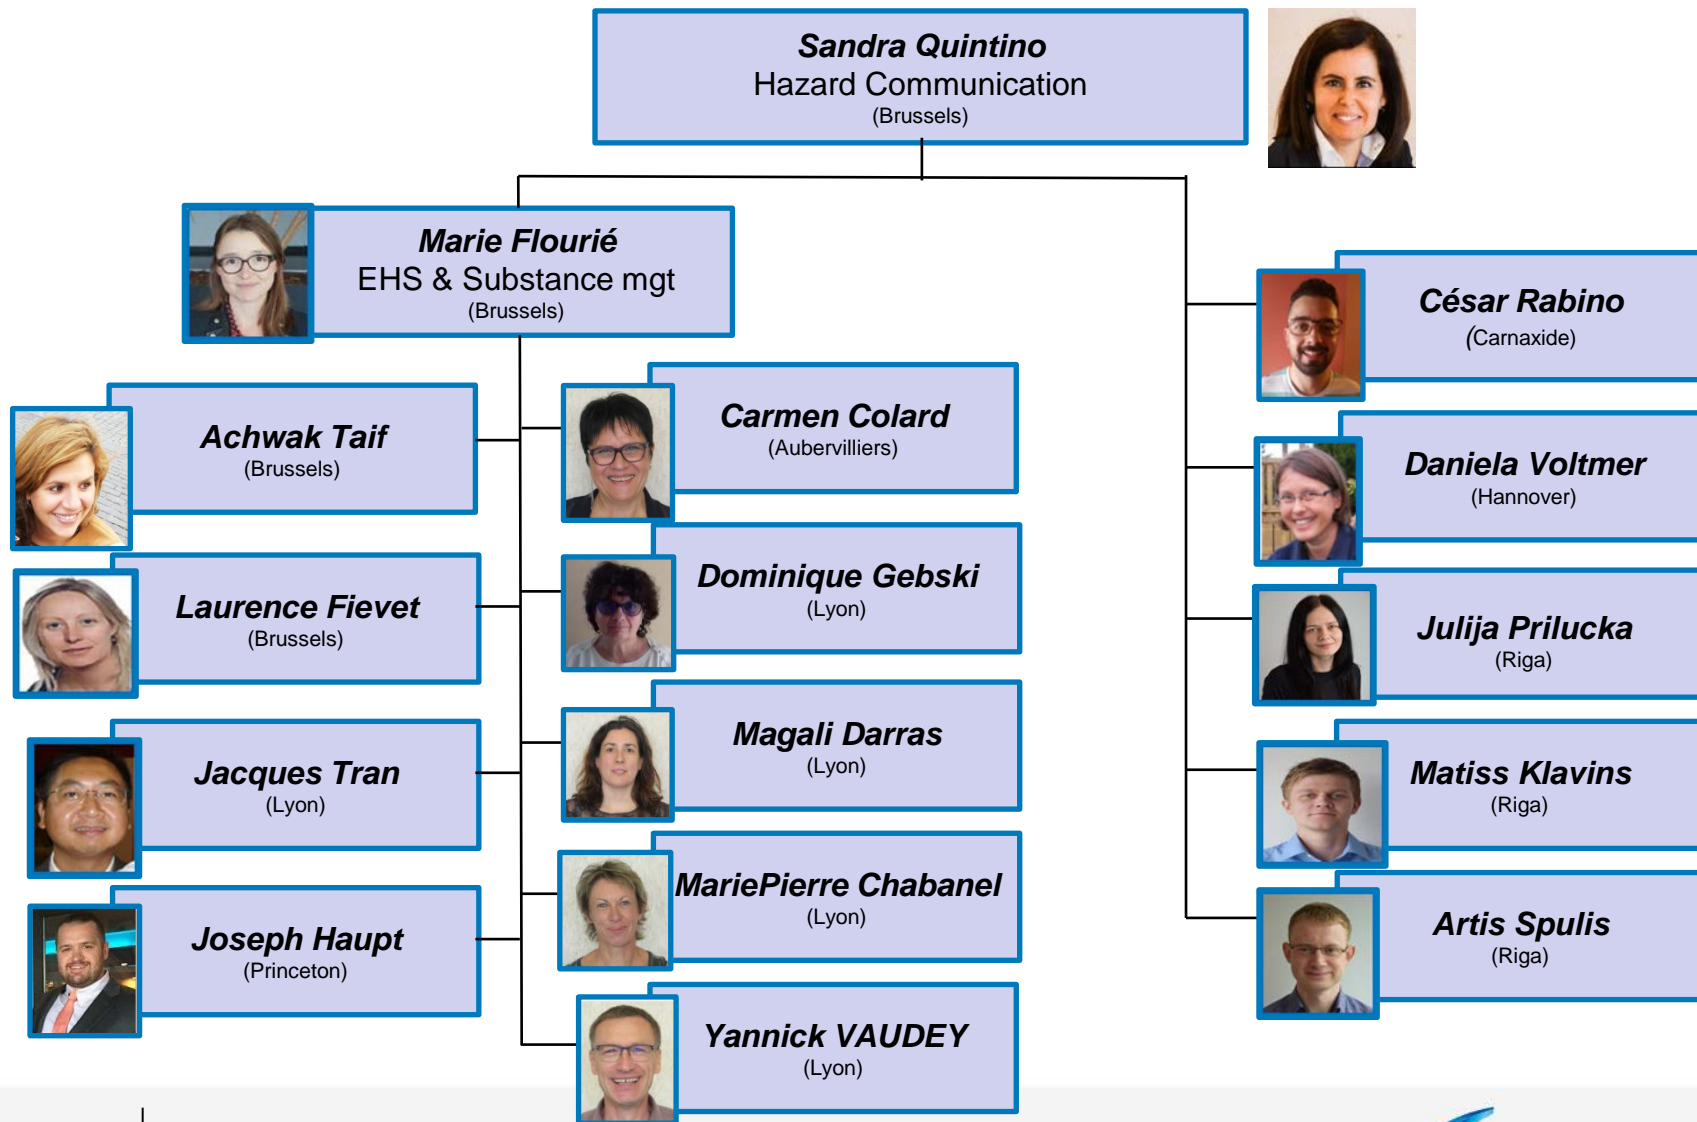 Sandra Quintino
Hazard Communication
(Brussels)
Marie Flourié
EHS & Substance mgt
(Brussels)
Achwak Taif
(Brussels)
Laurence Fievet
(Brussels)
Jacques Tran
(Lyon)
Joseph Haupt
(Princeton)
Carmen Colard
(Aubervilliers)
Dominique Gebski
(Lyon)
Magali Darras
(Lyon)
MariePierre Chabanel
(Lyon)
Yannick VAUDEY
(Lyon)
César Rabino
(Carnaxide)
Daniela Voltmer
(Hannover)
Julija Prilucka
(Riga)
Matiss Klavins
(Riga)
Artis Spulis
(Riga)